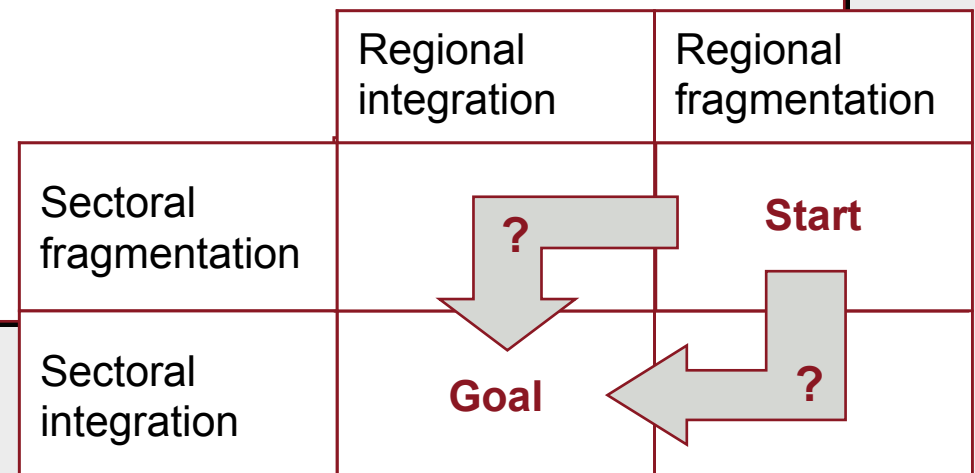 Regional
integration
Regional
fragmentation
Sectoral
fragmentation
?
Start
Sectoral
integration
Goal
?